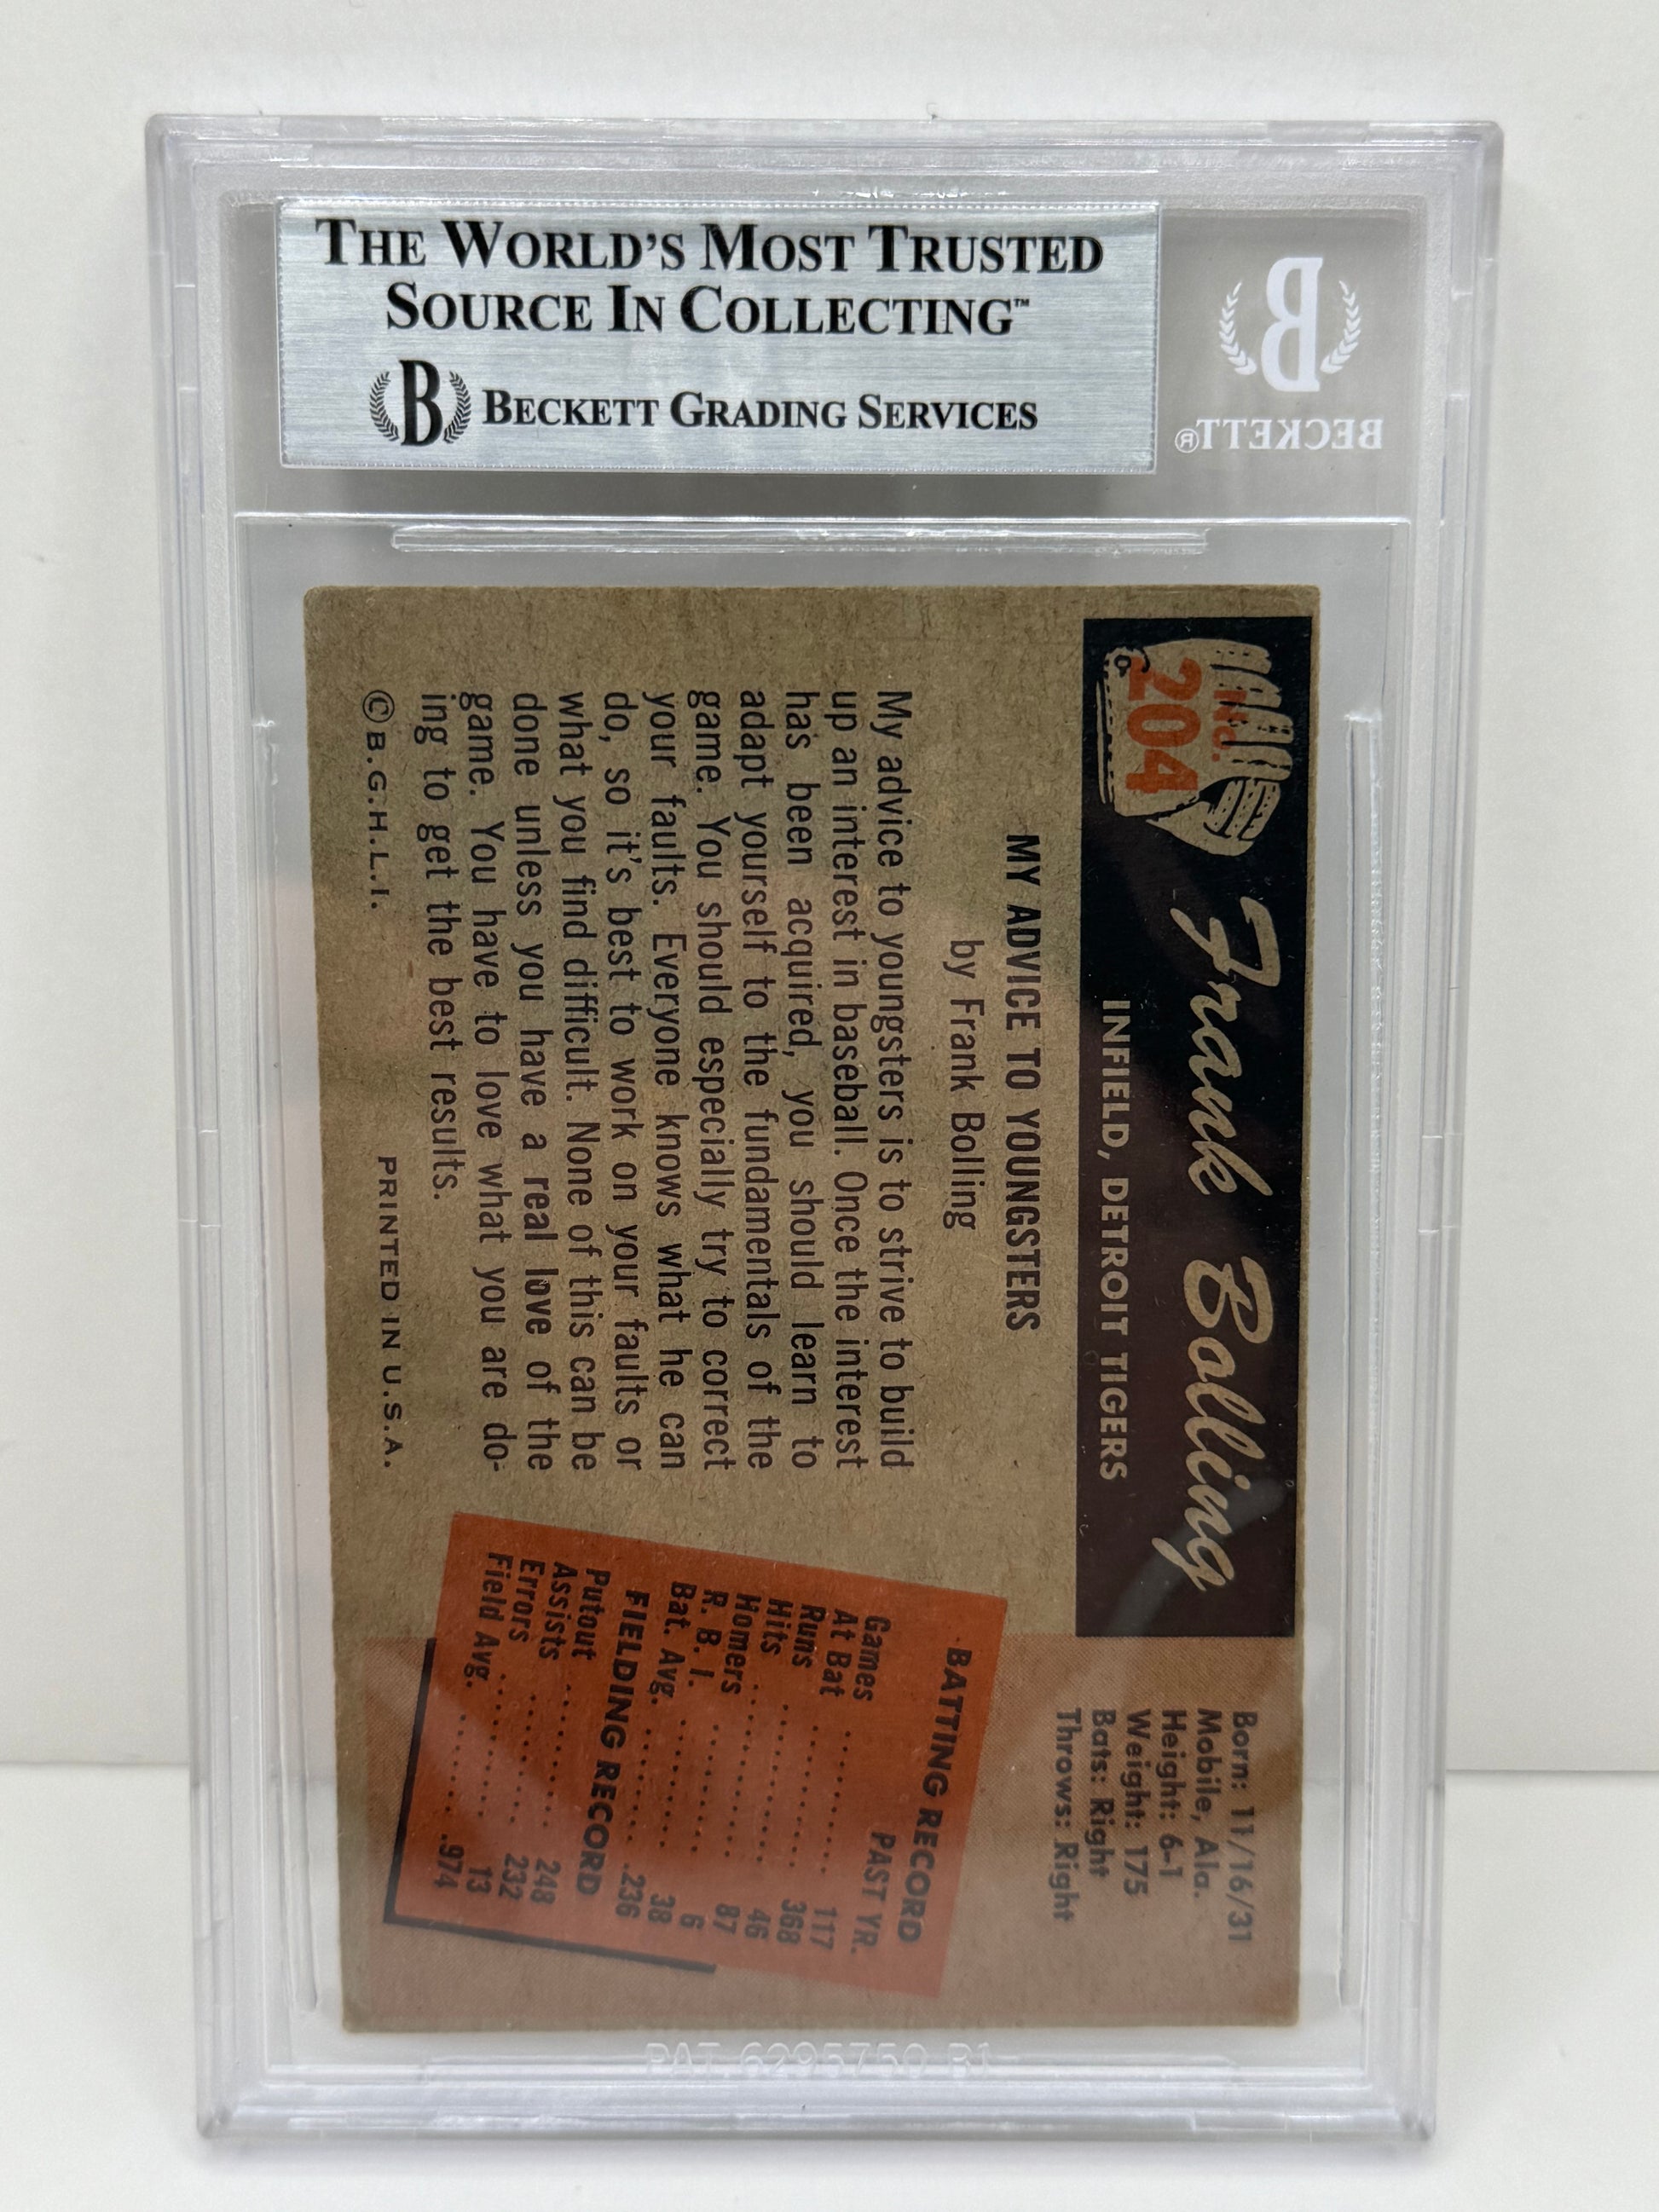 THE WORLD'S MOST TRUSTED
SOURCE IN COLLECTING™
B BECKETT GRADING SERVICES
B
BECKETT®
No.
204
Frank Bolling
INFIELD, DETROIT TIGERS
Born: 11/16/31
Mobile, Ala.
Height: 6-1
Weight: 175
Bats: Right
Throws: Right
MY ADVICE TO YOUNGSTERS
by Frank Bolling
My advice to youngsters is to strive to build
up an interest in baseball. Once the interest
has been acquired, you should learn to
adapt yourself to the fundamentals of the
game. You should especially try to correct
your faults. Everyone knows what he can
do, so it's best to work on your faults or
what you find difficult. None of this can be
done unless you have a real love of the
game. You have to love what you are do-
ing to get the best results.
© B.G.H.L.I. PRINTED IN U.S.A.
BATTING RECORD
PAST YR.
Games .......... 117
At Bat .......... 368
Runs .......... 46
Hits .......... 87
Homers .......... 6
R. B. I. .......... 38
Bat. Avg. .......... .236
FIELDING RECORD
Putout .......... 248
Assists .......... 232
Errors .......... 13
Field Avg. .......... .974
PAT 6295750 B1